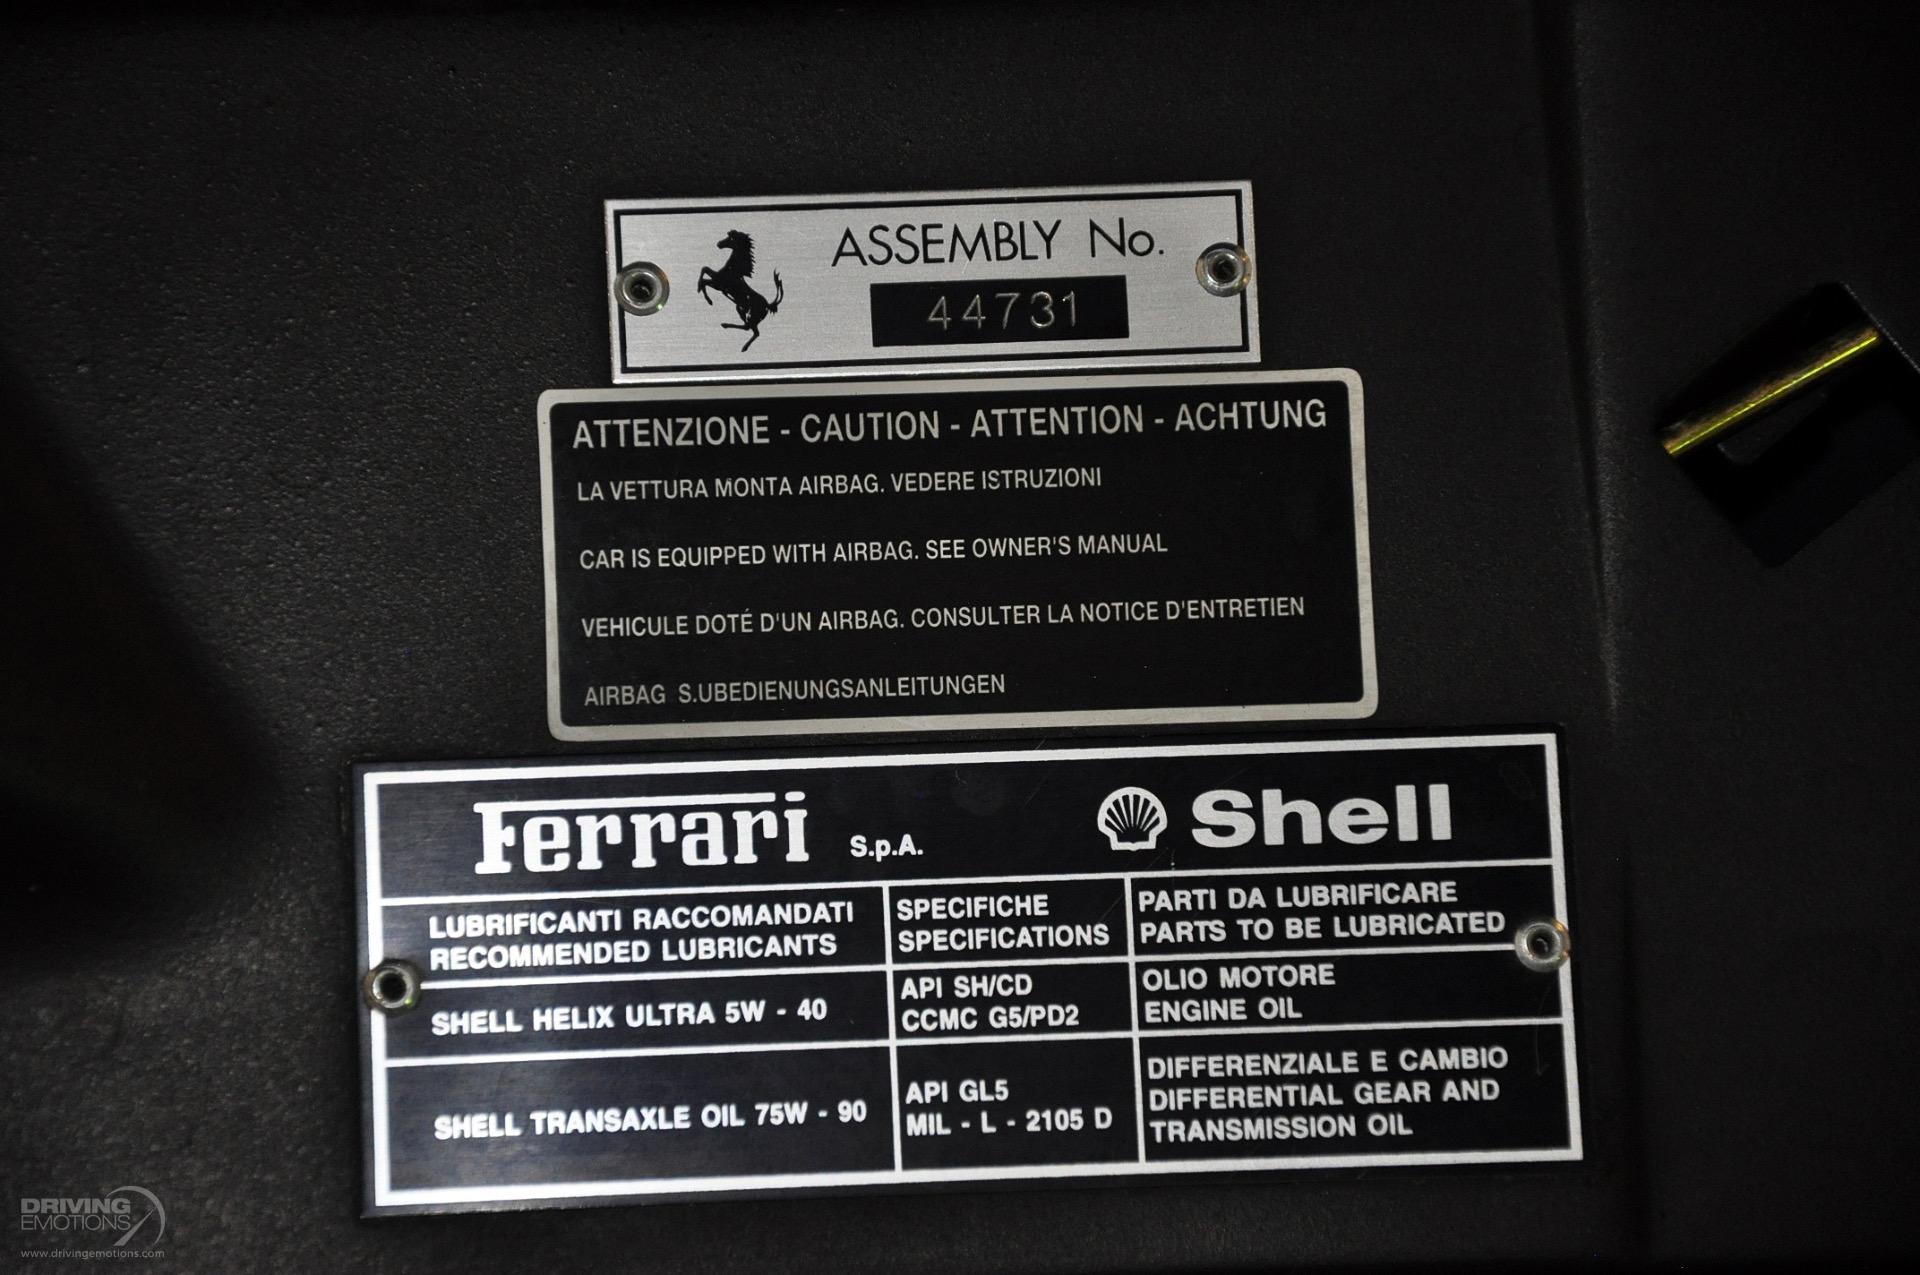 ASSEMBLY No.
44731
ATTENZIONE - CAUTION - ATTENTION - ACHTUNG
LA VETTURA MONTA AIRBAG. VEDERE ISTRUZIONI
CAR IS EQUIPPED WITH AIRBAG. SEE OWNER'S MANUAL
VEHICULE DOTÉ D'UN AIRBAG. CONSULTER LA NOTICE D'ENTRETIEN
AIRBAG S.UBEDIENUNGSANLEITUNGEN
Ferrari S.p.A.
Shell
LUBRIFICANTI RACCOMANDATI
RECOMMENDED LUBRICANTS
SPECIFICHE
SPECIFICATIONS
PARTI DA LUBRIFICARE
PARTS TO BE LUBRICATED
SHELL HELIX ULTRA 5W - 40
API SH/CD
CCMC G5/PD2
OLIO MOTORE
ENGINE OIL
SHELL TRANSAXLE OIL 75W - 90
API GL5
MIL - L - 2105 D
DIFFERENZIALE E CAMBIO
DIFFERENTIAL GEAR AND
TRANSMISSION OIL
DRIVING
EMOTIONS
www.drivingemotions.com